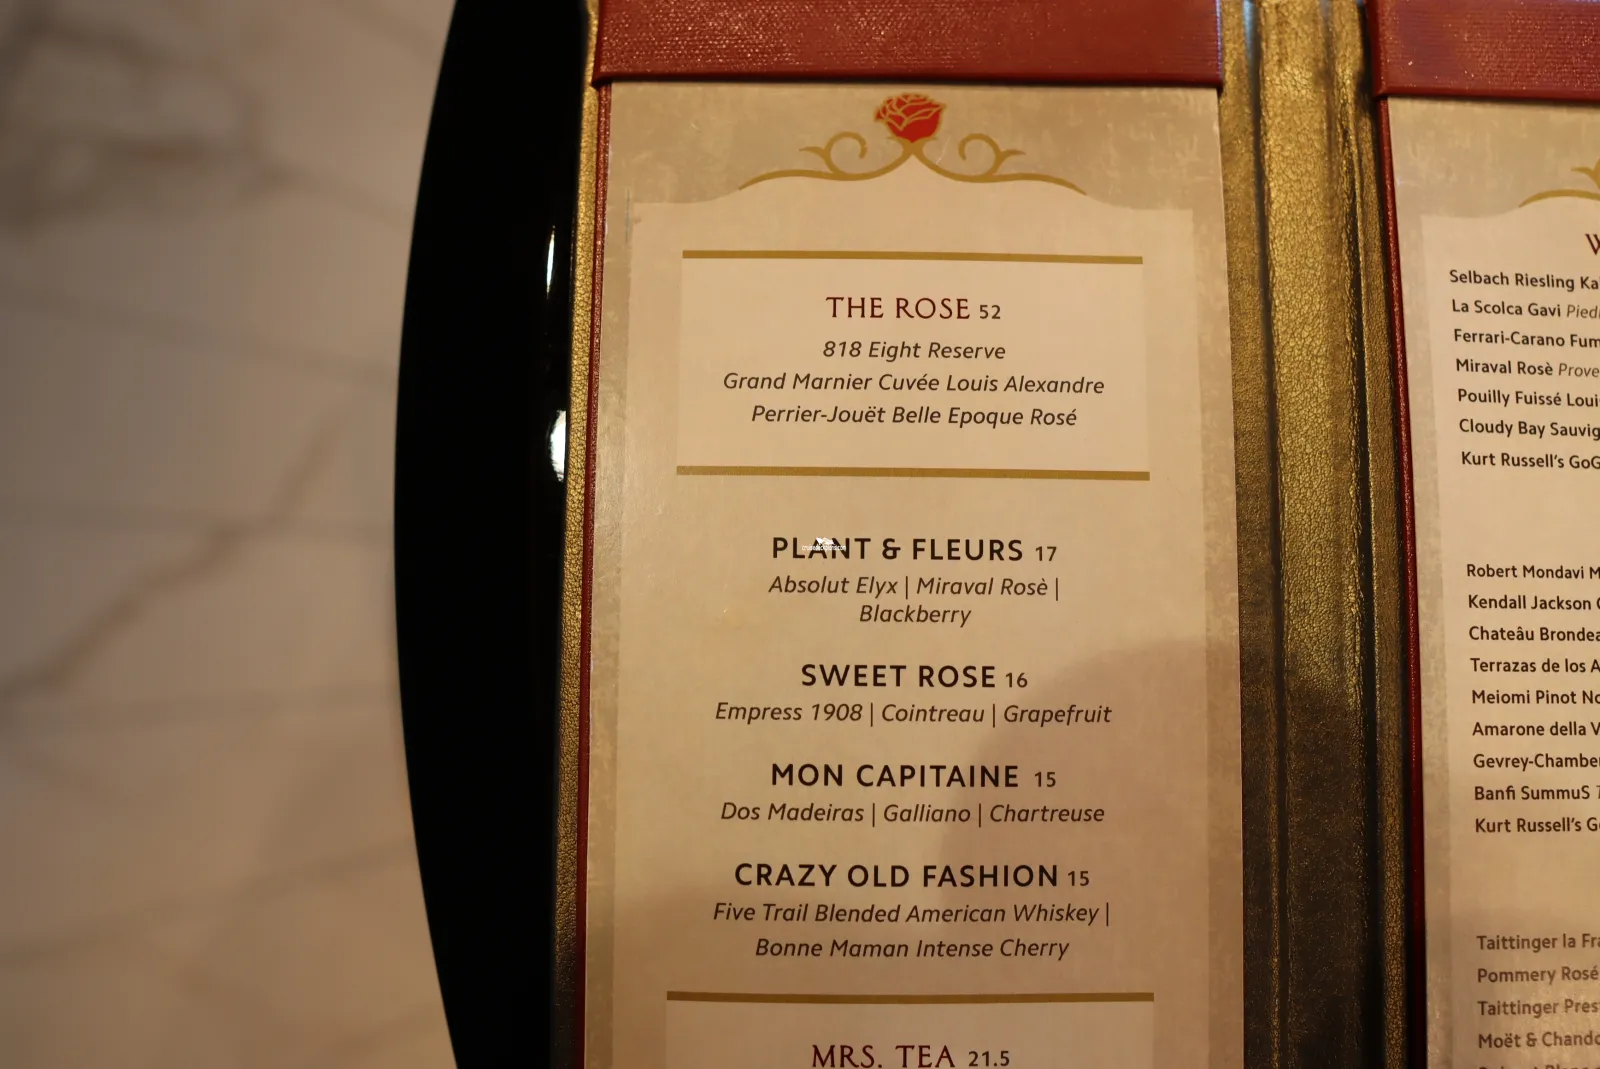 THE ROSE 52
818 Eight Reserve
Grand Marnier Cuvée Louis Alexandre
Perrier-Jouët Belle Epoque Rosé
PLANT & FLEURS 17
Absolut Elyx | Miraval Rosè |
Blackberry
SWEET ROSE 16
Empress 1908 | Cointreau | Grapefruit
MON CAPITAINE 15
Dos Madeiras | Galliano | Chartreuse
CRAZY OLD FASHION 15
Five Trail Blended American Whiskey |
Bonne Maman Intense Cherry
MRS. TEA 21.5
Selbach Riesling
La Scolca Gavi
Ferrari-Carano
Miraval Rosè
Pouilly Fuissé
Cloudy Bay
Kurt Russell's
Robert Mondavi
Kendall Jackson
Chateâu
Terrazas de los
Meiomi Pinot
Amarone della
Banfi SummuS
Kurt Russell's
Taittinger la
Pommery Rosé
Taittinger
Moët &